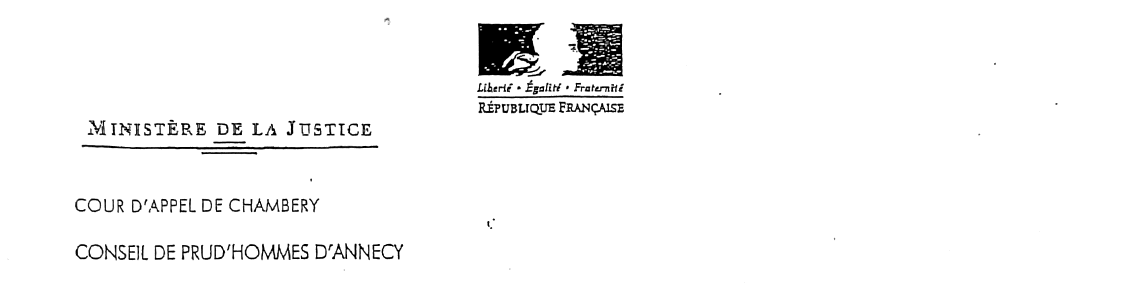 Liberté • Égalité • Fraternité
RÉPUBLIQUE FRANÇAISE
MINISTÈRE DE LA JUSTICE
COUR D'APPEL DE CHAMBERY
CONSEIL DE PRUD'HOMMES D'ANNECY